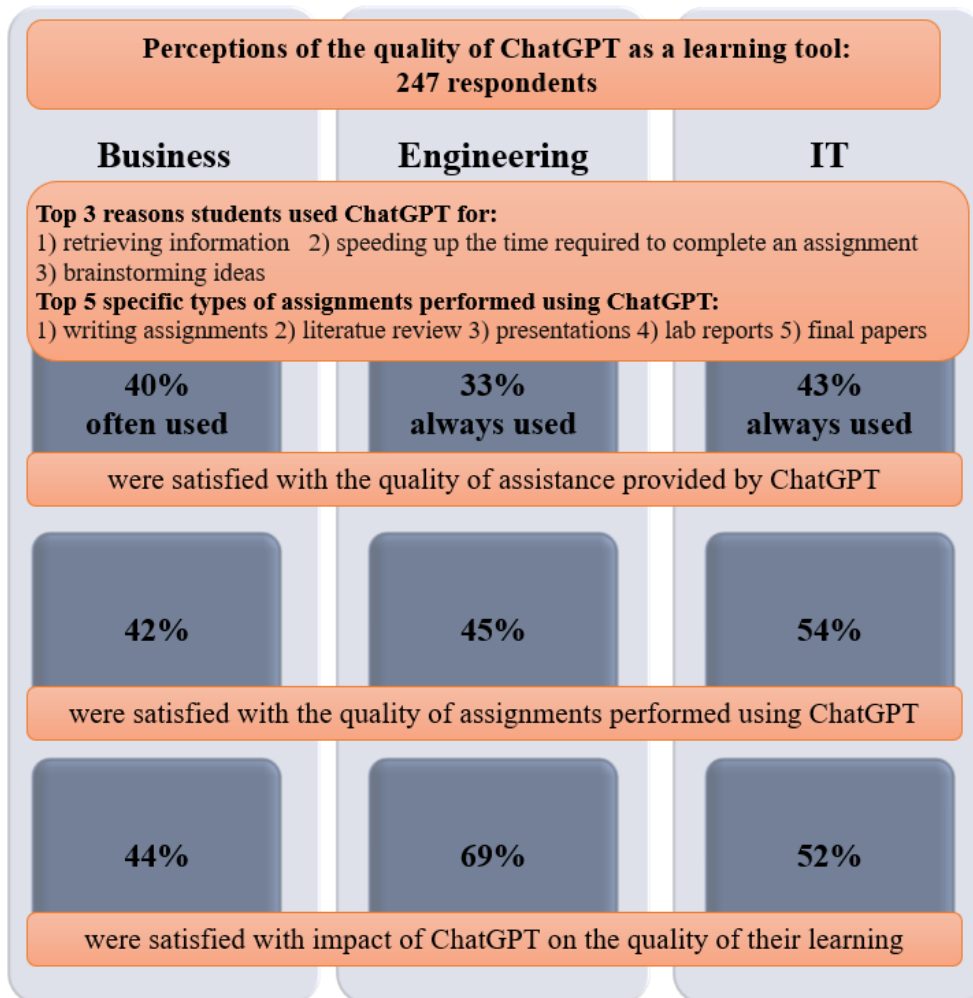 Perceptions of the quality of ChatGPT as a learning tool:
247 respondents
Business Engineering IT
Top 3 reasons students used ChatGPT for:
1) retrieving information 2) speeding up the time required to complete an assignment
3) brainstorming ideas
Top 5 specific types of assignments performed using ChatGPT:
1) writing assignments 2) literatue review 3) presentations 4) lab reports 5) final papers
40% 33% 43%
often used always used always used
were satisfied with the quality of assistance provided by ChatGPT
42% 45% 54%
were satisfied with the quality of assignments performed using ChatGPT
44% 69% 52%
were satisfied with impact of ChatGPT on the quality of their learning